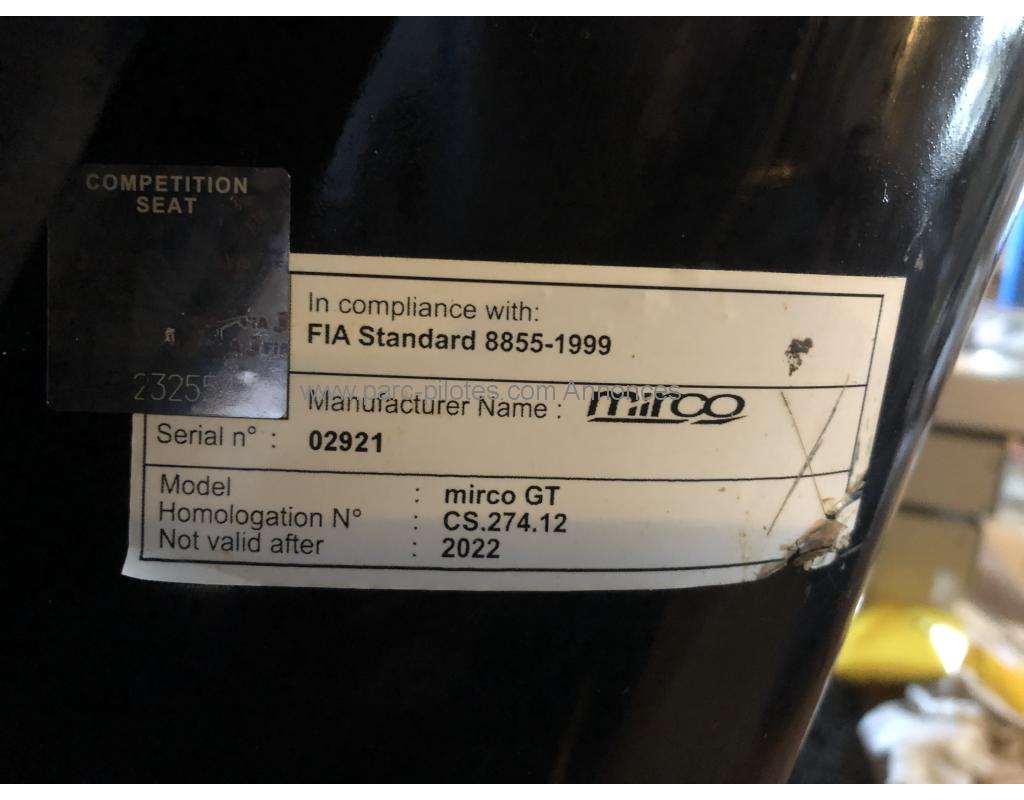 COMPETITION
SEAT
In compliance with:
FIA Standard 8855-1999
www.parc-pilotes.com Annonces
Manufacturer Name : mirco
Serial n° : 02921
Model : mirco GT
Homologation N° : CS.274.12
Not valid after : 2022